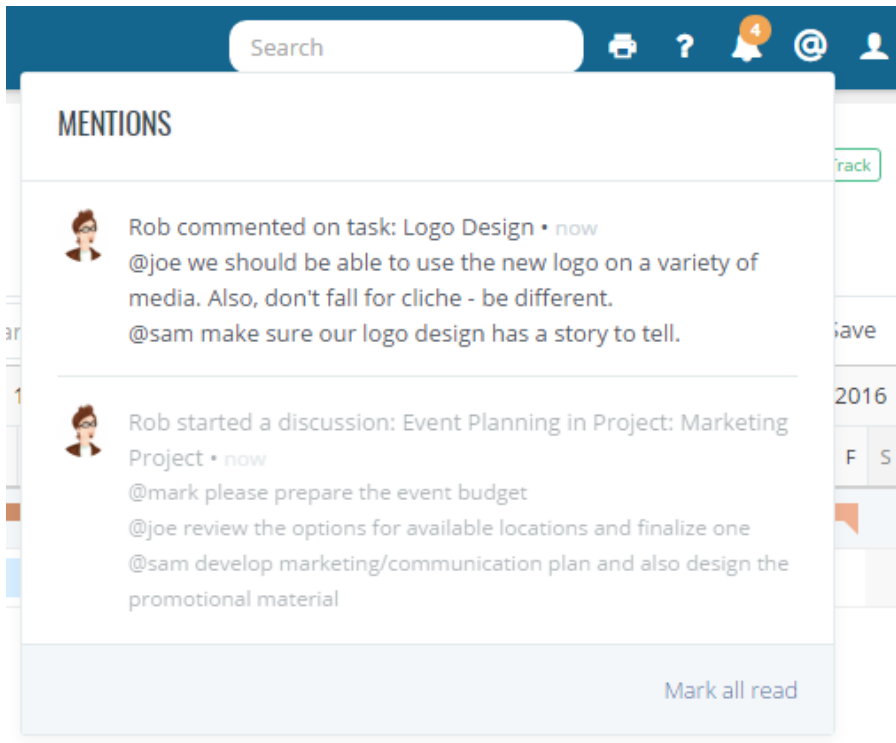 Search
? 4 @
MENTIONS
Track
Rob commented on task: Logo Design • now
@joe we should be able to use the new logo on a variety of
media. Also, don't fall for cliche - be different.
@sam make sure our logo design has a story to tell.
Save
1
2016
Rob started a discussion: Event Planning in Project: Marketing
Project • now
F S
@mark please prepare the event budget
@joe review the options for available locations and finalize one
@sam develop marketing/communication plan and also design the
promotional material
Mark all read